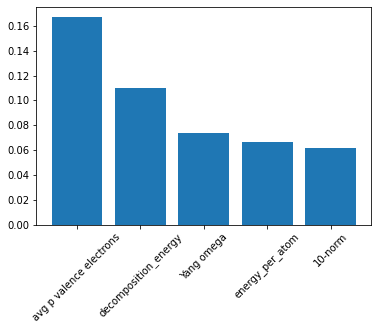 0.16
0.14
0.12
0.10
0.08
0.06
0.04
0.02
0.00
avg p valence electrons
decomposition_energy
Yang omega
energy_per_atom
10-norm